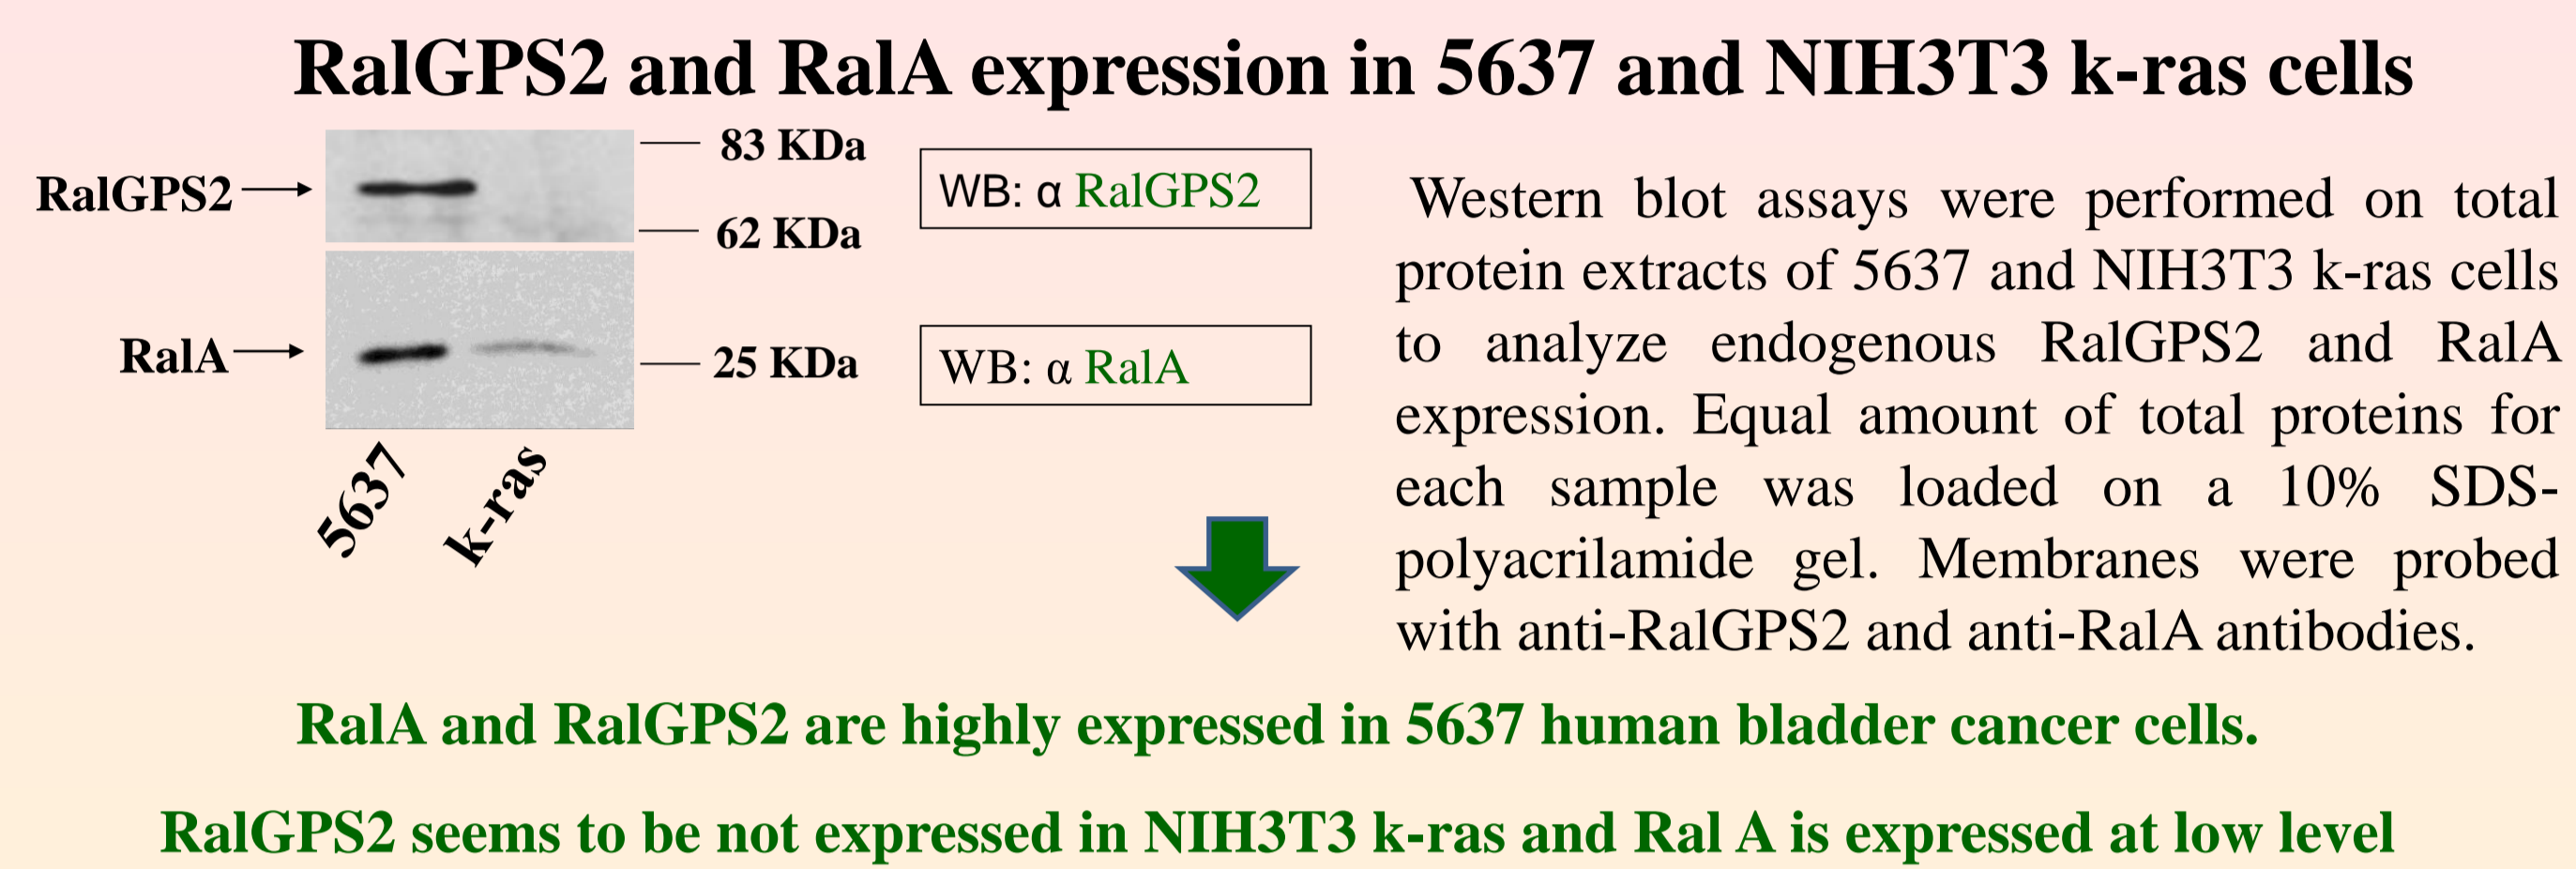 RalGPS2 and RalA expression in 5637 and NIH3T3 k-ras cells
83 KDa
RalGPS2
62 KDa
RalA
25 KDa
5637
k-ras
WB: α RalGPS2
WB: α RalA
Western blot assays were performed on total
protein extracts of 5637 and NIH3T3 k-ras cells
to analyze endogenous RalGPS2 and RalA
expression. Equal amount of total proteins for
each sample was loaded on a 10% SDS-
polyacrilamide gel. Membranes were probed
with anti-RalGPS2 and anti-RalA antibodies.
RalA and RalGPS2 are highly expressed in 5637 human bladder cancer cells.
RalGPS2 seems to be not expressed in NIH3T3 k-ras and Ral A is expressed at low level